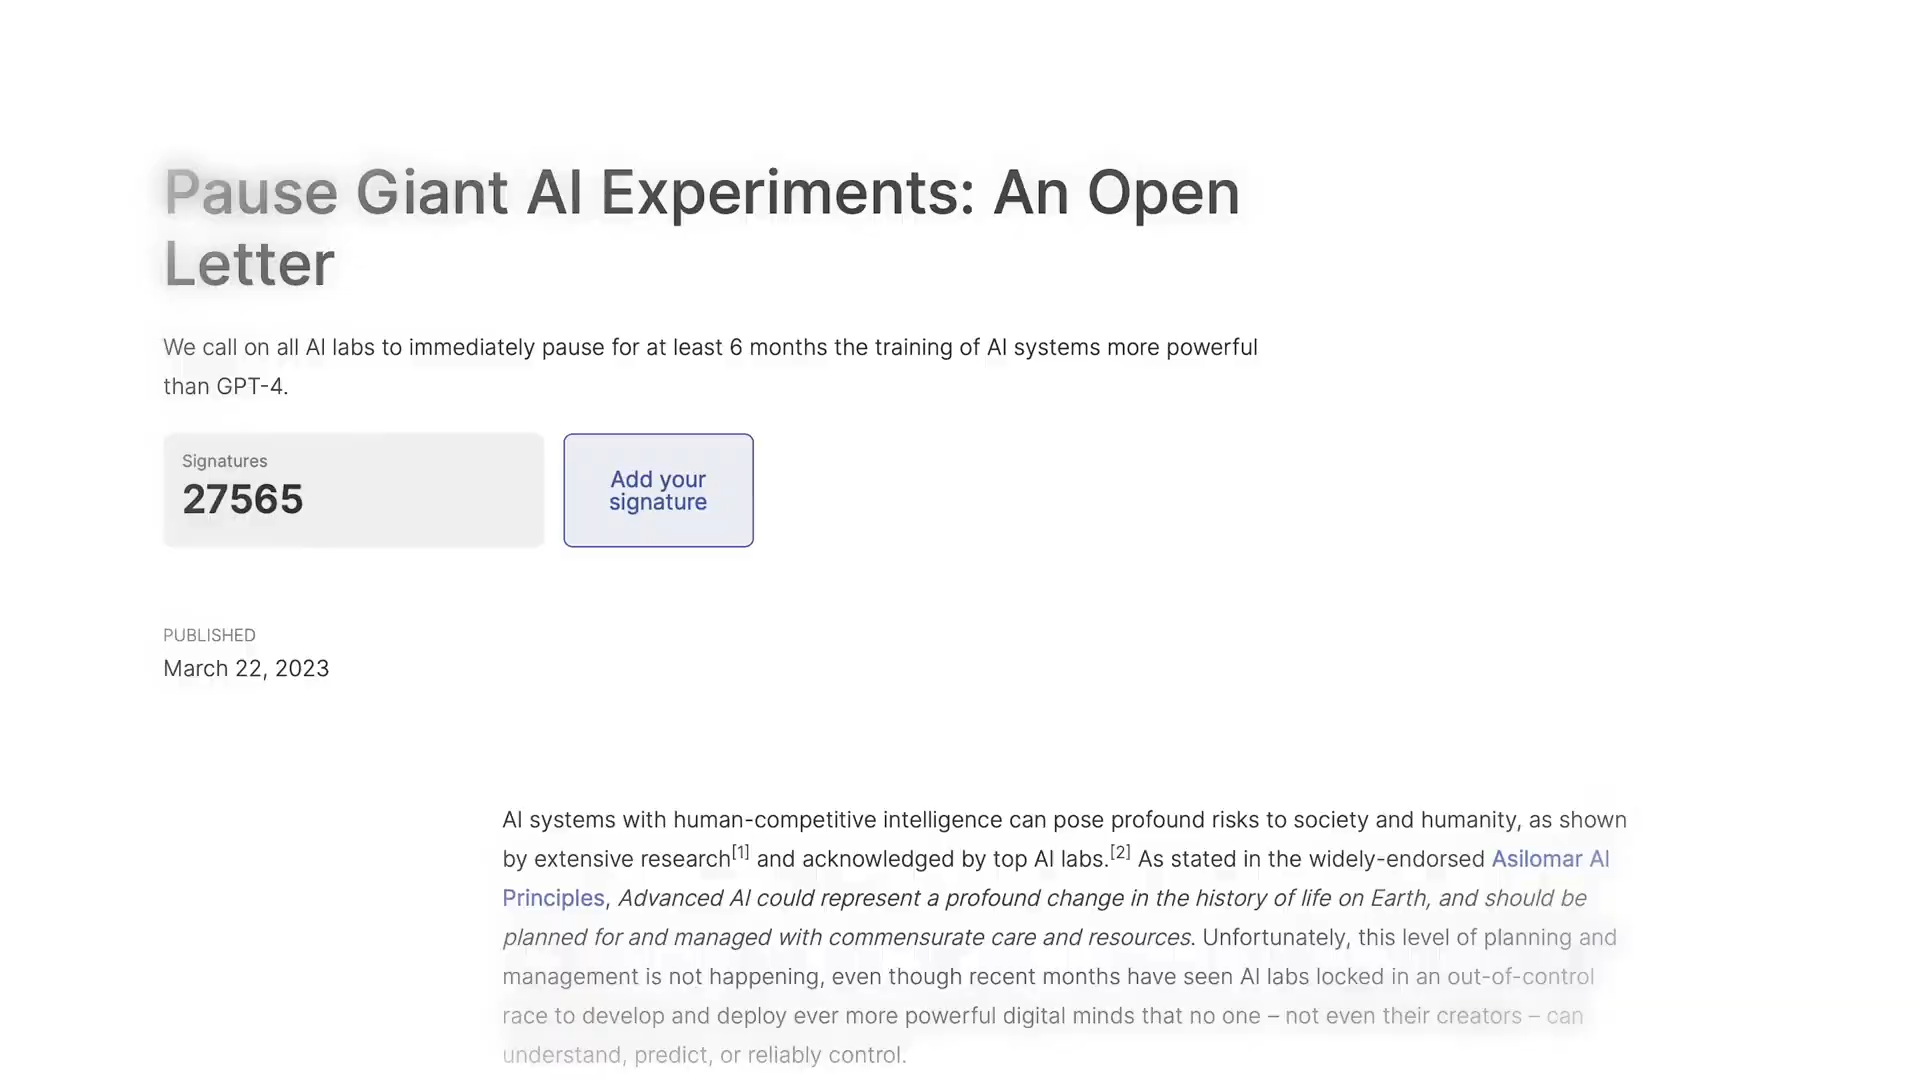 Pause Giant AI Experiments: An Open
Letter
We call on all AI labs to immediately pause for at least 6 months the training of AI systems more powerful
than GPT-4.
Signatures
27565
Add your
signature
PUBLISHED
March 22, 2023
AI systems with human-competitive intelligence can pose profound risks to society and humanity, as shown
by extensive research[1] and acknowledged by top AI labs.[2] As stated in the widely-endorsed Asilomar AI
Principles, Advanced AI could represent a profound change in the history of life on Earth, and should be
planned for and managed with commensurate care and resources. Unfortunately, this level of planning and
management is not happening, even though recent months have seen AI labs locked in an out-of-control
race to develop and deploy ever more powerful digital minds that no one – not even their creators – can
understand, predict, or reliably control.